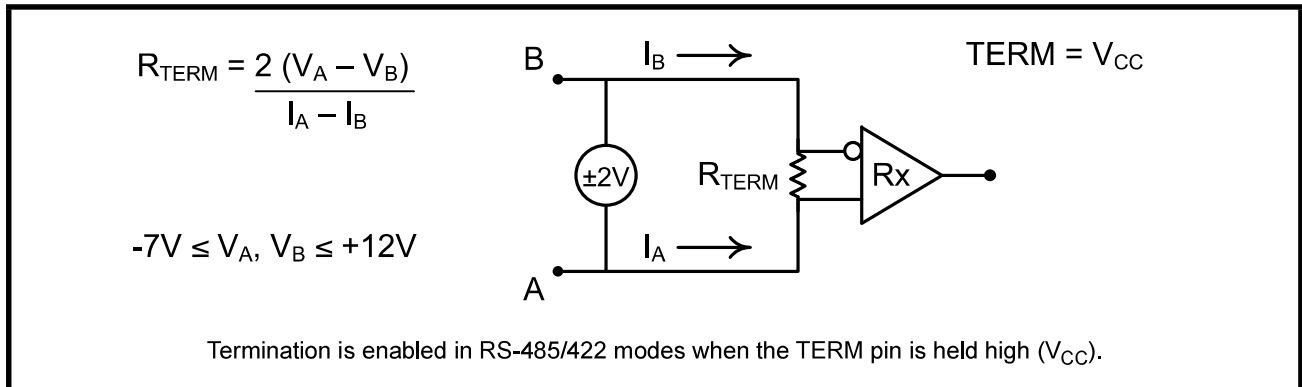 R_TERM = 2 (V_A – V_B)
I_A – I_B
-7V ≤ V_A, V_B ≤ +12V
B
I_B
±2V
R_TERM
Rx
I_A
A
TERM = V_CC
Termination is enabled in RS-485/422 modes when the TERM pin is held high (V_CC).